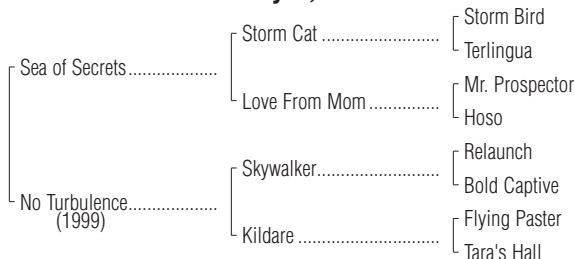 Storm Bird
Storm Cat ......................
Terlingua
Sea of Secrets.................
Mr. Prospector
Love From Mom .............
Hoso
Relaunch
Skywalker......................
Bold Captive
No Turbulence.................
(1999)
Flying Paster
Kildare ..........................
Tara's Hall